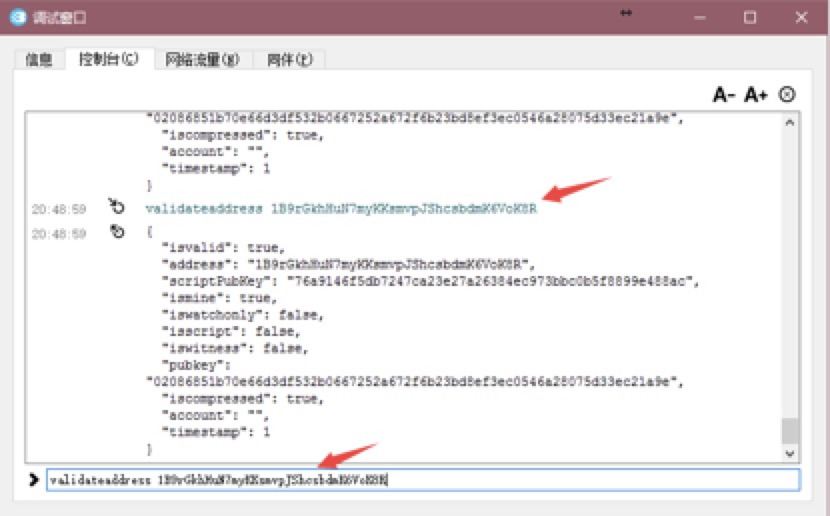 调试窗口
信息 控制台(C) 网络流量(N) 同伴(P)
A- A+
"02086851b70e66d3df532b0667252a672f6b23bd8ef3ec0546a28075d33ec21a9e",
"iscompressed": true,
"account": "",
"timestamp": 1
}
20:48:59 validateaddress 1B9rGkhHuN7myKKsmvpJShcsbdmK6VoK8R
20:48:59 {
"isvalid": true,
"address": "1B9rGkhHuN7myKKsmvpJShcsbdmK6VoK8R",
"scriptPubKey": "76a9146f5db7247ca23e27a26384ec973bbc0b5f8899e488ac",
"ismine": true,
"iswatchonly": false,
"isscript": false,
"iswitness": false,
"pubkey":
"02086851b70e66d3df532b0667252a672f6b23bd8ef3ec0546a28075d33ec21a9e",
"iscompressed": true,
"account": "",
"timestamp": 1
}
validateaddress 1B9rGkhHuN7myKKsmvpJShcsbdmK6VoK8R